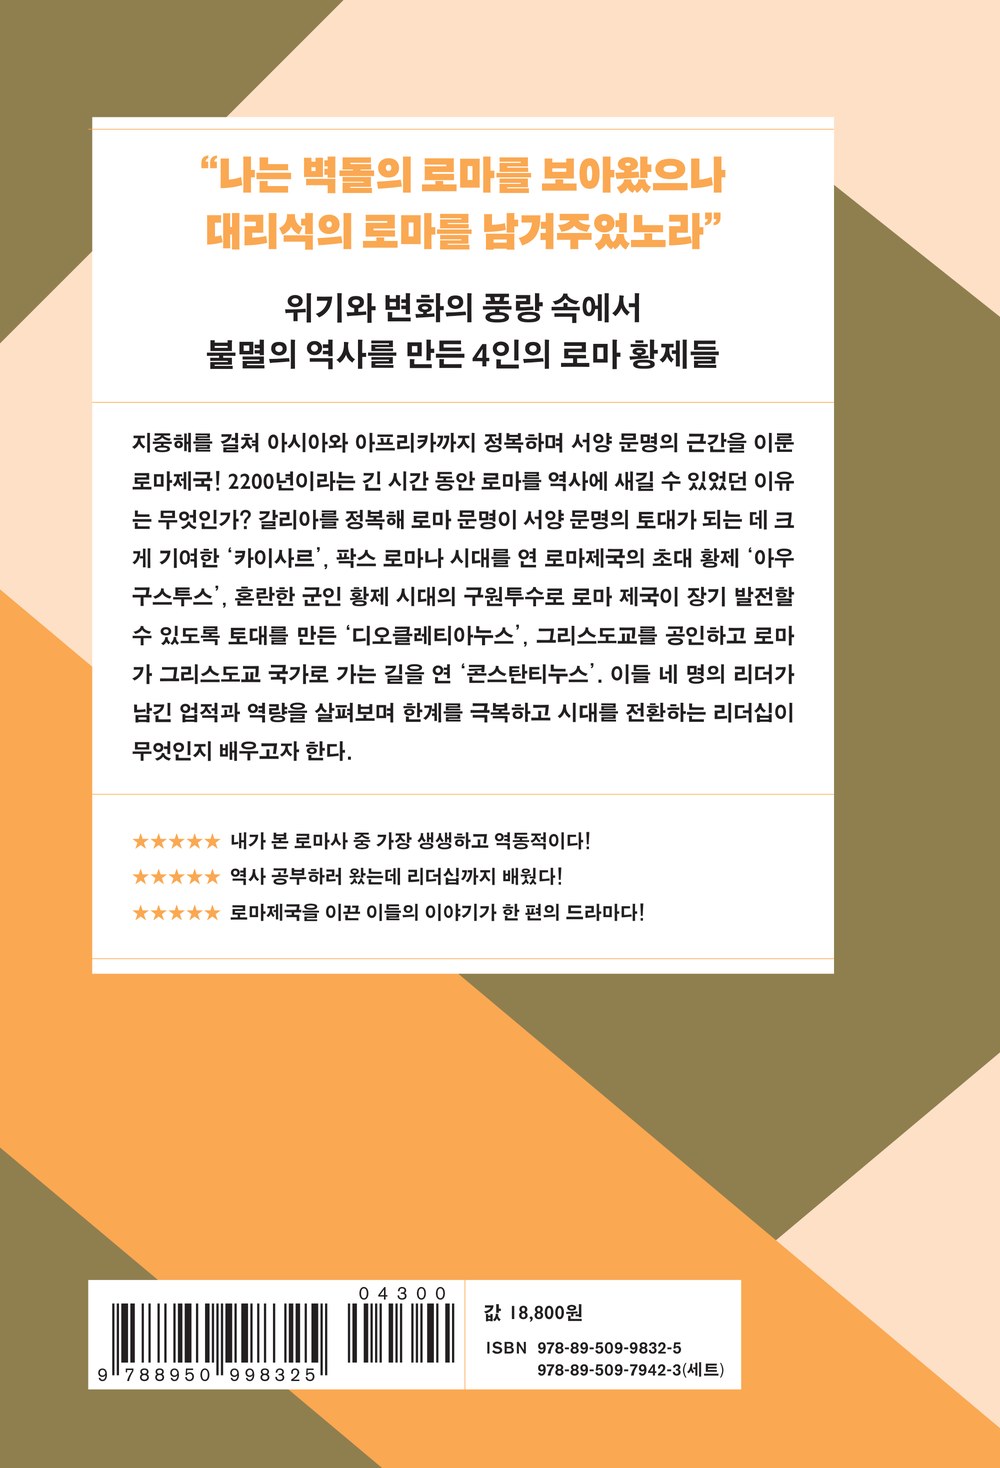 “나는 벽돌의 로마를 보아왔으나
대리석의 로마를 남겨주었노라”
위기와 변화의 풍랑 속에서
불멸의 역사를 만든 4인의 로마 황제들
지중해를 걸쳐 아시아와 아프리카까지 정복하며 서양 문명의 근간을 이룬
로마제국! 2200년이라는 긴 시간 동안 로마를 역사에 새길 수 있었던 이유
는 무엇인가? 갈리아를 정복해 로마 문명이 서양 문명의 토대가 되는 데 크
게 기여한 ‘카이사르’, 팍스 로마나 시대를 연 로마제국의 초대 황제 ‘아우
구스투스’, 혼란한 군인 황제 시대의 구원투수로 로마 제국이 장기 발전할
수 있도록 토대를 만든 ‘디오클레티아누스’, 그리스도교를 공인하고 로마
가 그리스도교 국가로 가는 길을 연 ‘콘스탄티누스’. 이들 네 명의 리더가
남긴 업적과 역량을 살펴보며 한계를 극복하고 시대를 전환하는 리더십이
무엇인지 배우고자 한다.
★★★★★ 내가 본 로마사 중 가장 생생하고 역동적이다!
★★★★★ 역사 공부하러 왔는데 리더십까지 배웠다!
★★★★★ 로마제국을 이끈 이들의 이야기가 한 편의 드라마다!
04300
9 788950 998325
값 18,800원
ISBN 978-89-509-9832-5
978-89-509-7942-3(세트)